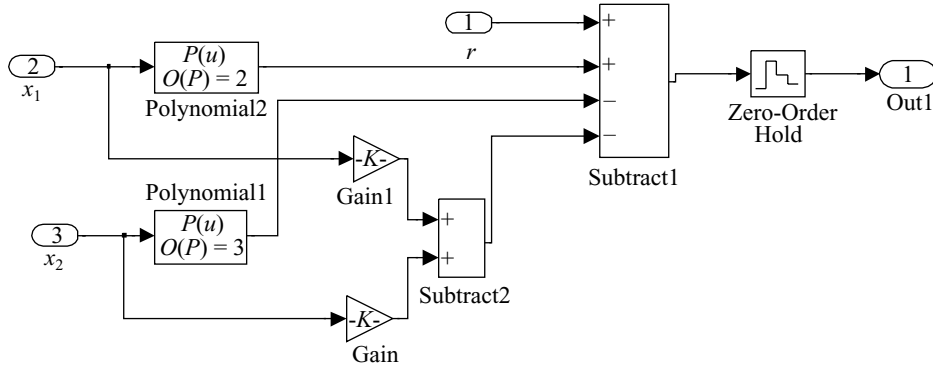 1
r
2
x1
P(u)
O(P) = 2
Polynomial2
+
+
−
−
Subtract1
Zero-Order
Hold
1
Out1
-K-
Gain1
Polynomial1
P(u)
O(P) = 3
3
x2
+
+
Subtract2
-K-
Gain